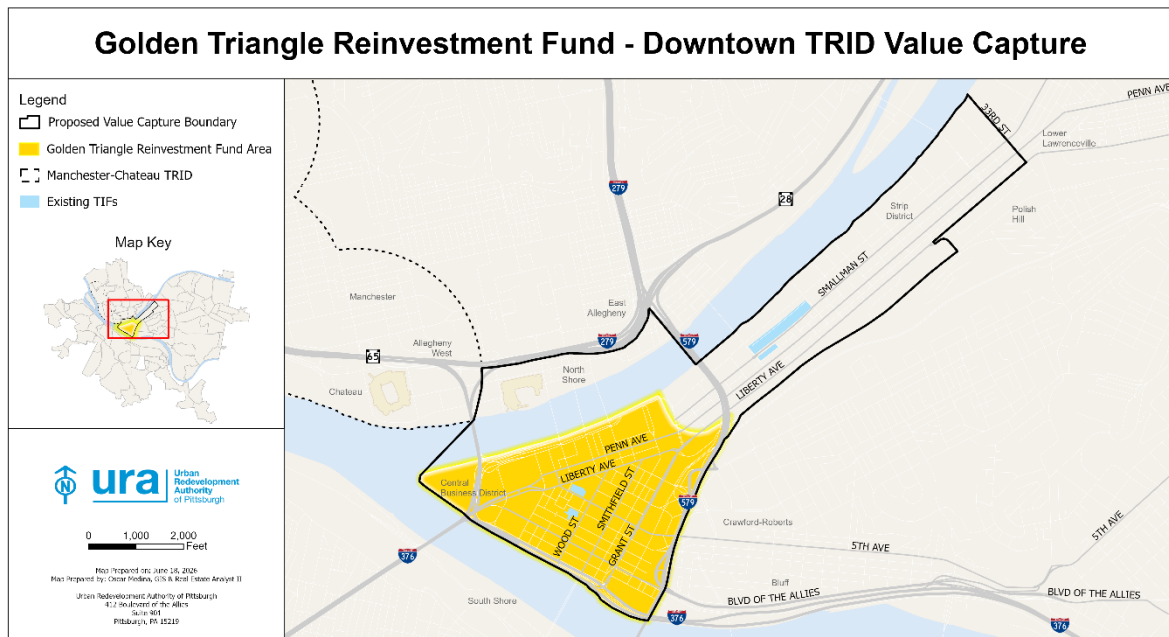 Golden Triangle Reinvestment Fund - Downtown TRID Value Capture
Legend
Proposed Value Capture Boundary
Golden Triangle Reinvestment Fund Area
Manchester-Chateau TRID
Existing TIFs
Map Key
N
ura
Urban
Redevelopment
Authority
of Pittsburgh
0 1,000 2,000
Feet
Map Prepared on: June 18, 2026
Map Prepared by: Oscar Medina, GIS & Real Estate Analyst II
Urban Redevelopment Authority of Pittsburgh
412 Boulevard of the Allies
Suite 901
Pittsburgh, PA 15219
PENN AVE
33RD ST
Lower
Lawrenceville
279
28
Strip
District
Polish
Hill
SMALLMAN ST
Manchester
East
Allegheny
279
579
65
Allegheny
West
North
Shore
Chateau
LIBERTY AVE
PENN AVE
LIBERTY AVE
Central
Business District
SMITHFIELD ST
WOOD ST
GRANT ST
579
Crawford-Roberts
5TH AVE
5TH AVE
376
Bluff
BLVD OF THE ALLIES
BLVD OF THE ALLIES
South Shore
376
376